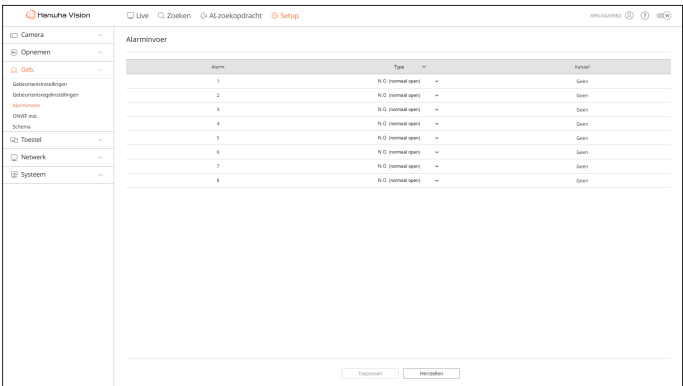 Hanwha Vision
Live Zoeken AI-zoekopdracht Setup
XRN-6420RB2
Camera
Opnemen
Geb.
Gebeurtenisinstellingen
Gebeurtenisregelinstellingen
Alarminvoer
ONVIF inst.
Schema
Toestel
Netwerk
Systeem
Alarminvoer
Alarm Type Kanaal
1 N.O. (normaal open) Geen
2 N.O. (normaal open) Geen
3 N.O. (normaal open) Geen
4 N.O. (normaal open) Geen
5 N.O. (normaal open) Geen
6 N.O. (normaal open) Geen
7 N.O. (normaal open) Geen
8 N.O. (normaal open) Geen
Toepassen Herstellen